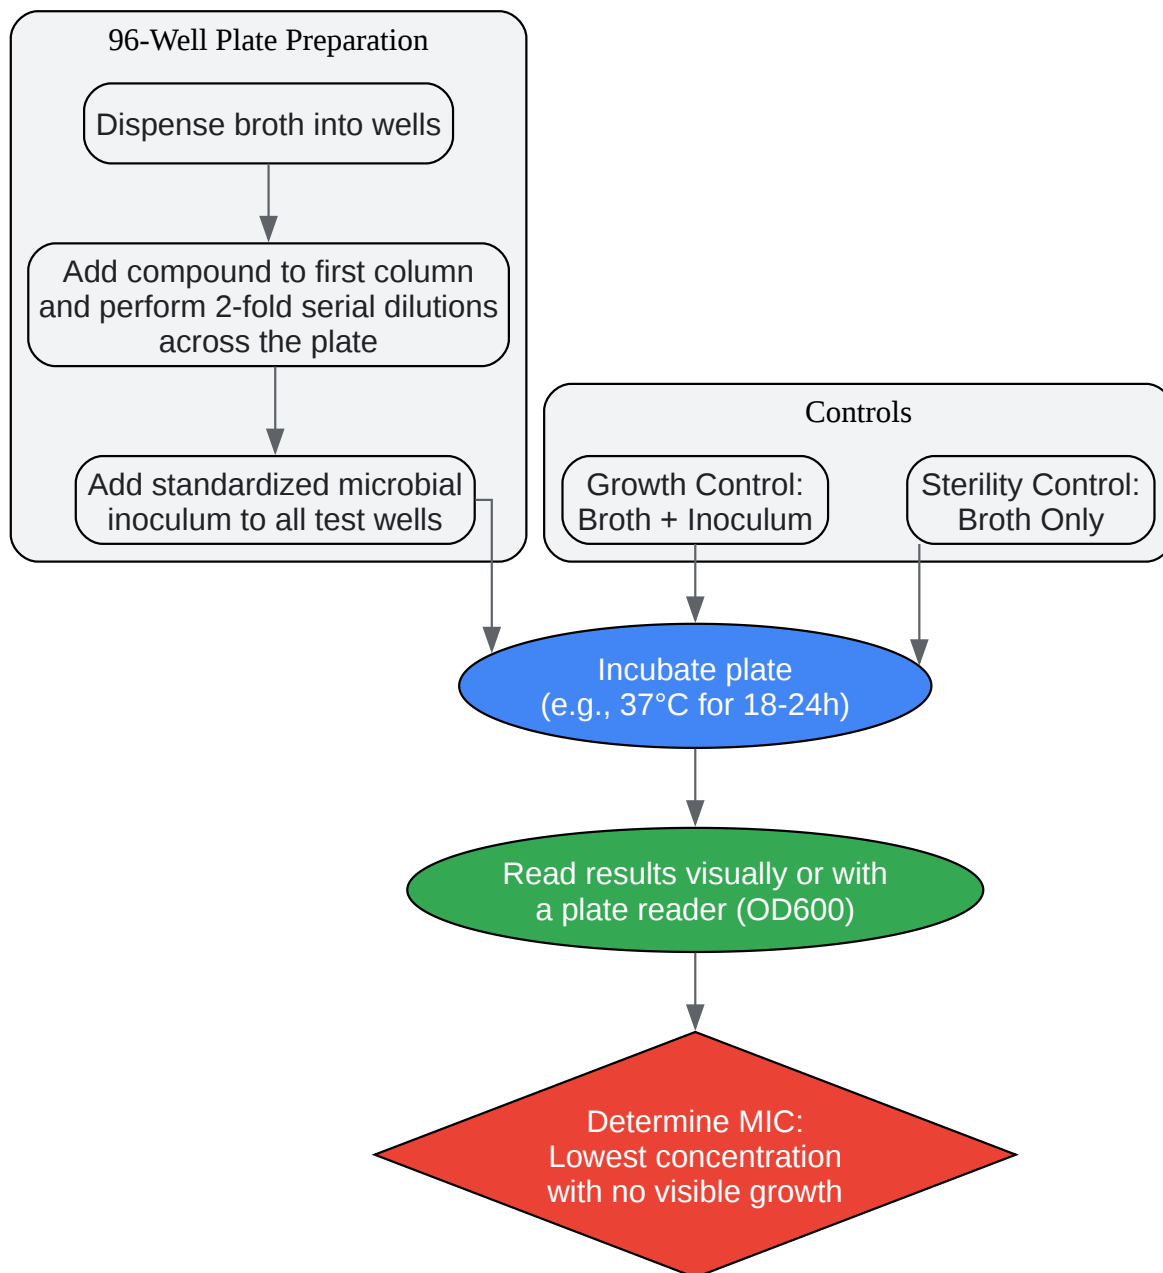 96-Well Plate Preparation
Dispense broth into wells
Add compound to first column
and perform 2-fold serial dilutions
across the plate
Add standardized microbial
inoculum to all test wells
Controls
Growth Control:
Broth + Inoculum
Sterility Control:
Broth Only
Incubate plate
(e.g., 37°C for 18-24h)
Read results visually or with
a plate reader (OD600)
Determine MIC:
Lowest concentration
with no visible growth